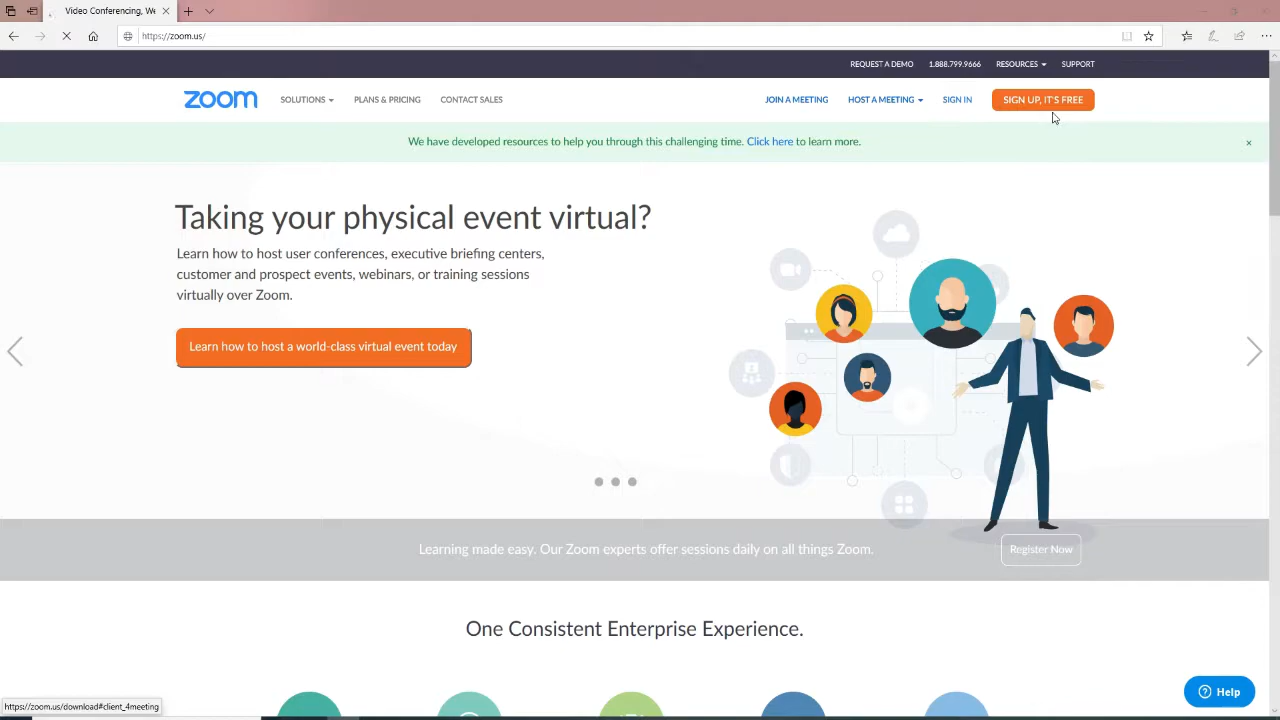 Video Conferencing, We
https://zoom.us/
REQUEST A DEMO 1.888.799.9666 RESOURCES SUPPORT
zoom SOLUTIONS PLANS & PRICING CONTACT SALES JOIN A MEETING HOST A MEETING SIGN IN SIGN UP, IT'S FREE
We have developed resources to help you through this challenging time. Click here to learn more. ×
Taking your physical event virtual?
Learn how to host user conferences, executive briefing centers,
customer and prospect events, webinars, or training sessions
virtually over Zoom.
Learn how to host a world-class virtual event today
Learning made easy. Our Zoom experts offer sessions daily on all things Zoom. Register Now
One Consistent Enterprise Experience.
Help
https://zoom.us/download#client_4meeting